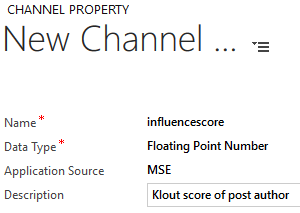 CHANNEL PROPERTY
New Channel ...
Name* influencescore
Data Type* Floating Point Number
Application Source MSE
Description Klout score of post author